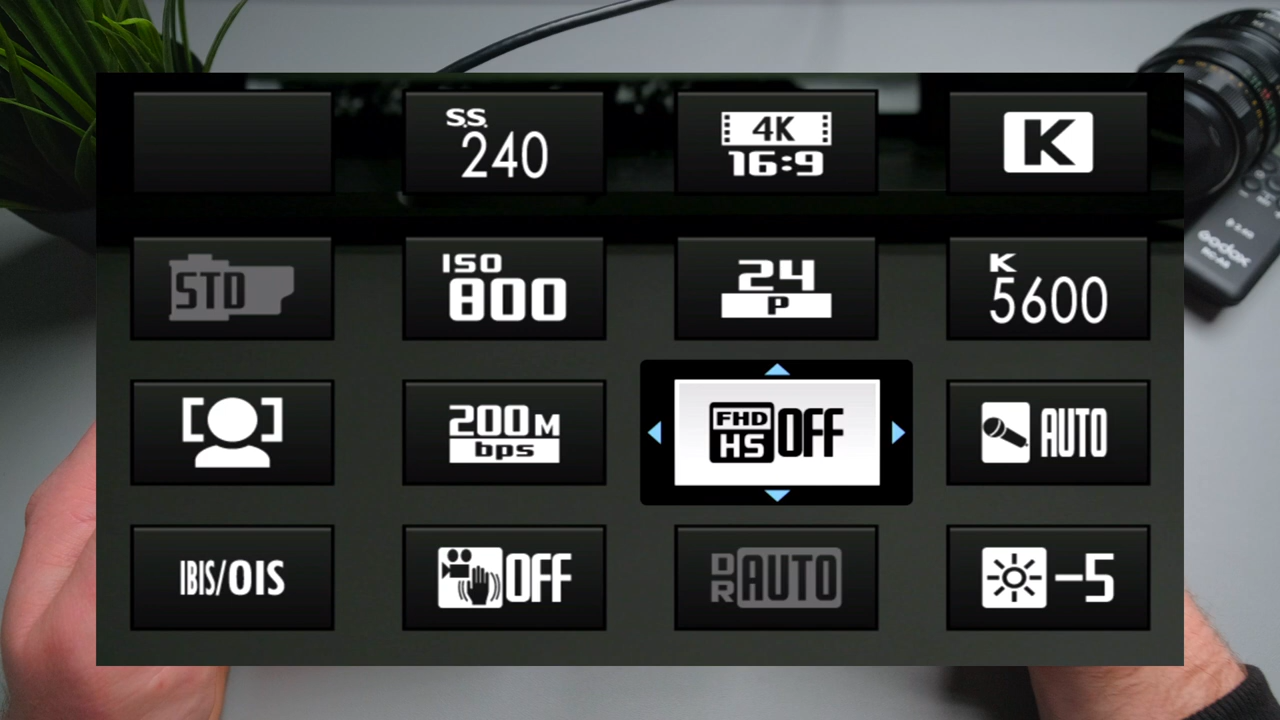 S.S. 240
4K
16:9
K
STD
ISO 800
24
P
K 5600
200M
bps
FHD
HS OFF
AUTO
IBIS/OIS
OFF
DR AUTO
-5
Godox